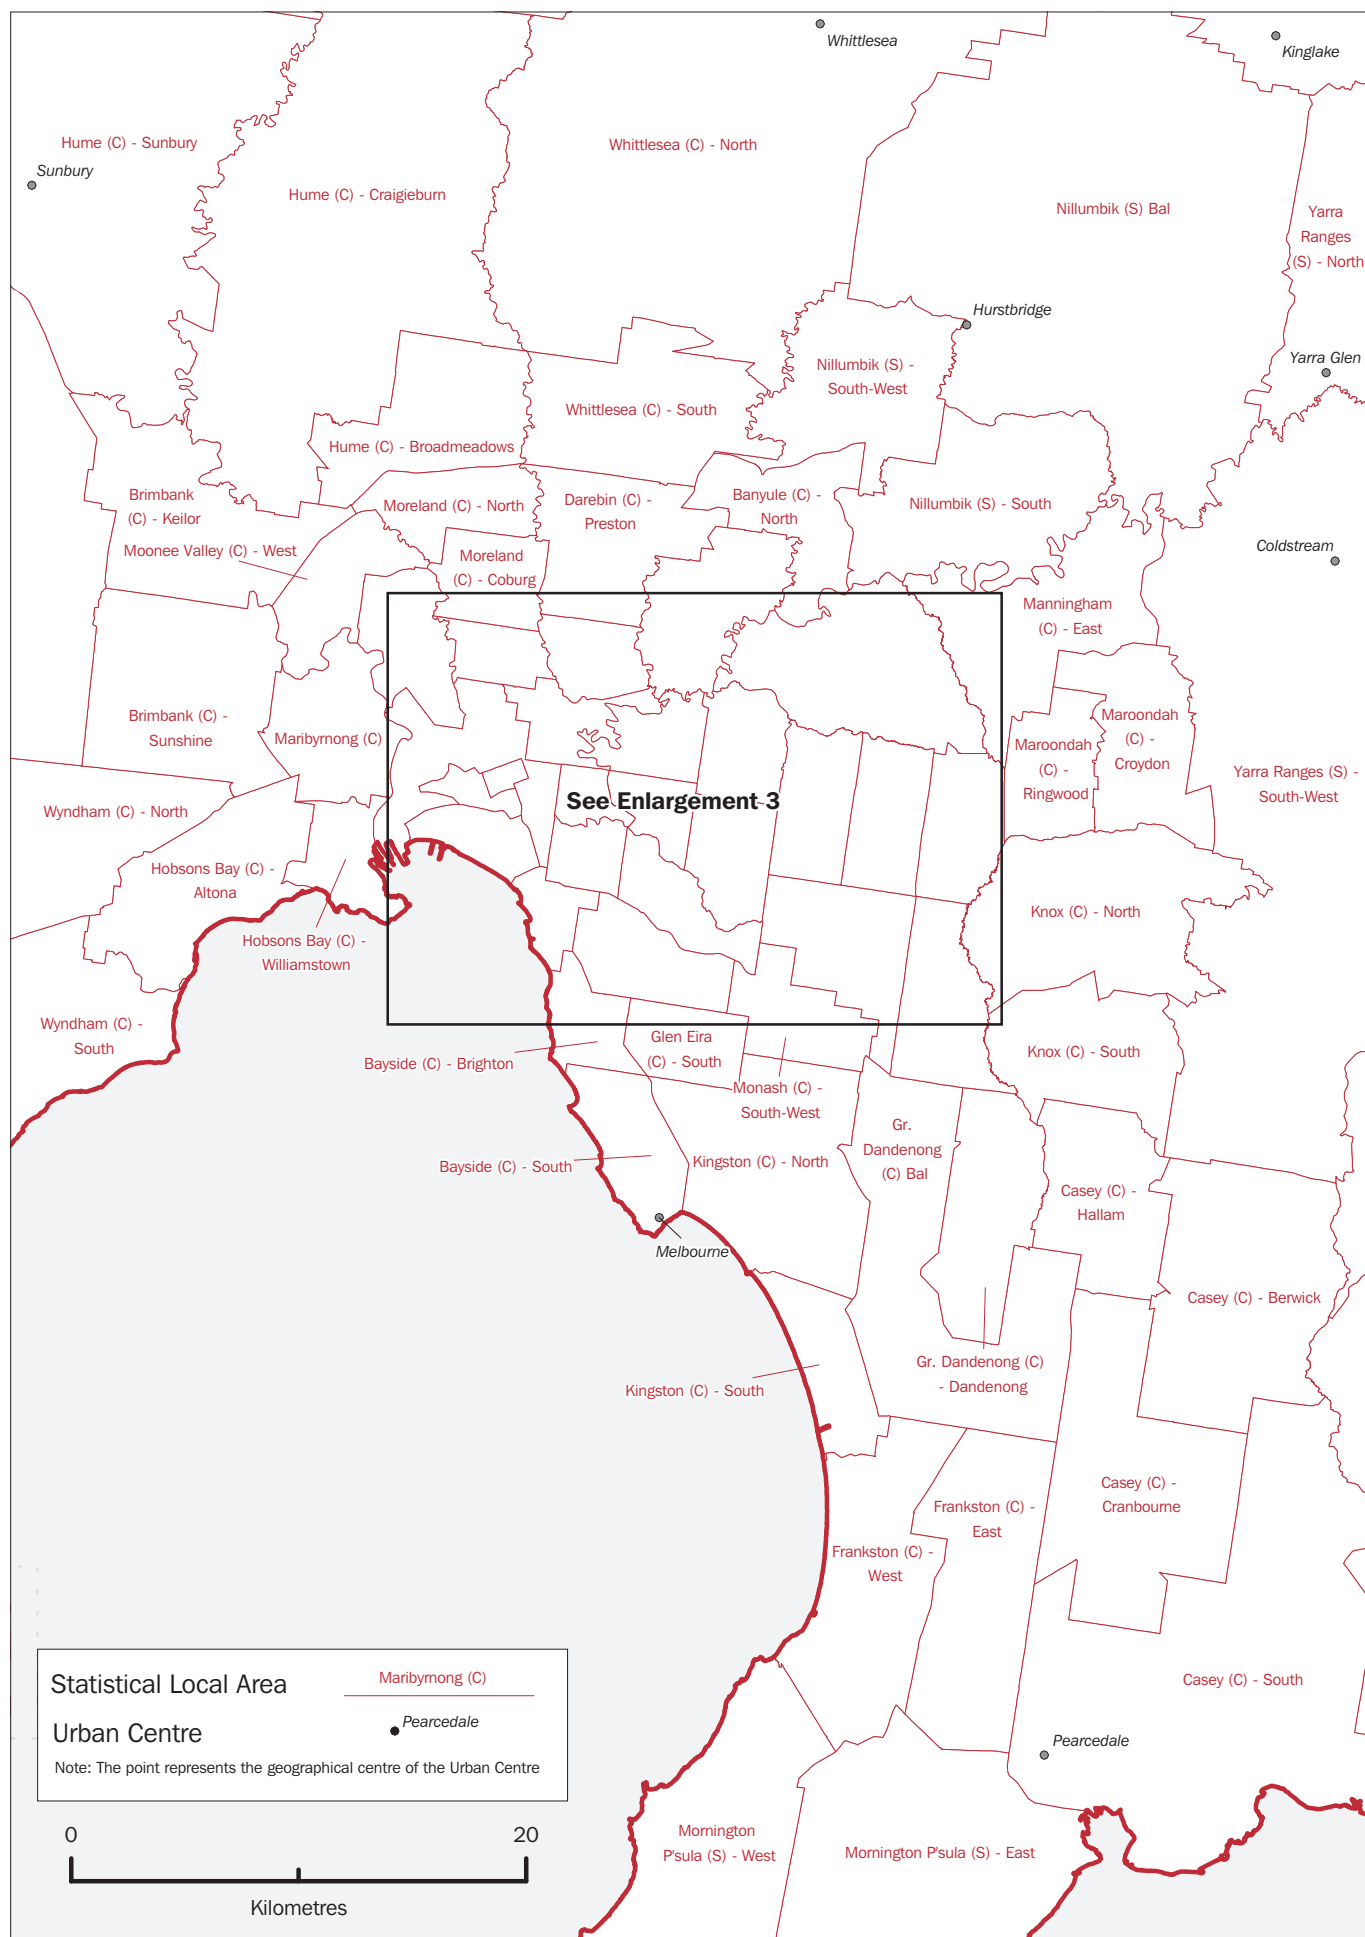 Whittlesea
Kinglake
Hume (C) - Sunbury
Whittlesea (C) - North
Sunbury
Hume (C) - Craigieburn
Nillumbik (S) Bal
Yarra
Ranges
(S) - North
Hurstbridge
Yarra Glen
Nillumbik (S) -
South-West
Whittlesea (C) - South
Hume (C) - Broadmeadows
Brimbank
(C) - Keilor
Moreland (C) - North
Darebin (C) -
Preston
Banyule (C) -
North
Nillumbik (S) - South
Moonee Valley (C) - West
Moreland
(C) - Coburg
Coldstream
Manningham
(C) - East
Brimbank (C) -
Sunshine
Maribyrnong (C)
Maroondah
(C) -
Croydon
Maroondah
(C) -
Ringwood
Yarra Ranges (S) -
South-West
See Enlargement 3
Wyndham (C) - North
Hobsons Bay (C) -
Altona
Knox (C) - North
Hobsons Bay (C) -
Williamstown
Wyndham (C) -
South
Glen Eira
(C) - South
Knox (C) - South
Bayside (C) - Brighton
Monash (C) -
South-West
Gr.
Dandenong
(C) Bal
Bayside (C) - South
Kingston (C) - North
Casey (C) -
Hallam
Melbourne
Casey (C) - Berwick
Gr. Dandenong (C)
- Dandenong
Kingston (C) - South
Casey (C) -
Cranbourne
Frankston (C) -
East
Frankston (C) -
West
Casey (C) - South
Statistical Local Area
Maribyrnong (C)
Urban Centre
Pearcedale
Note: The point represents the geographical centre of the Urban Centre
Pearcedale
0
20
Kilometres
Mornington
P'sula (S) - West
Mornington P'sula (S) - East